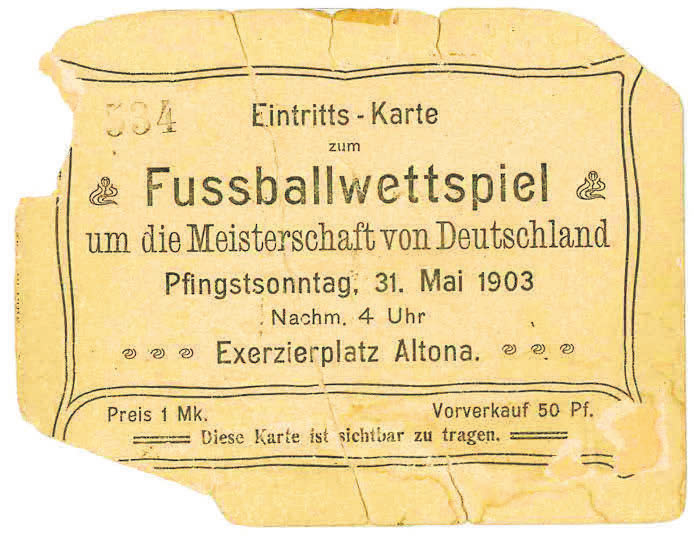 534
Eintritts-Karte
zum
Fussballwettspiel
um die Meisterschaft von Deutschland
Pfingstsonntag, 31. Mai 1903
Nachm. 4 Uhr
Exerzierplatz Altona.
Preis 1 Mk. Vorverkauf 50 Pf.
Diese Karte ist sichtbar zu tragen.